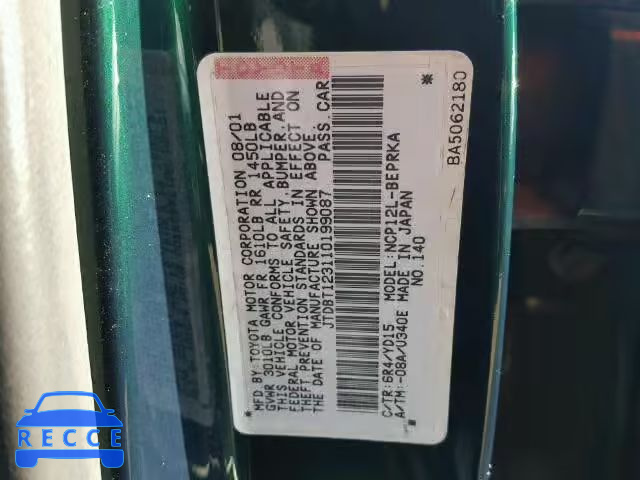 MFD.BY:TOYOTA MOTOR CORPORATION 08/01
GVWR 3010LB GAWR FR 1610LB RR 1450LB
THIS VEHICLE CONFORMS TO ALL APPLICABLE
FEDERAL MOTOR VEHICLE SAFETY, BUMPER, AND
THEFT PREVENTION STANDARDS IN EFFECT ON
THE DATE OF MANUFACTURE SHOWN ABOVE.
JTDBT123110199087 PASS.CAR
C/TR:6R4/YD15 MODEL:NCP12L-BEPRKA
A/TM:-08A/U340E MADE IN JAPAN
NO.140
BA5062180
RECCE